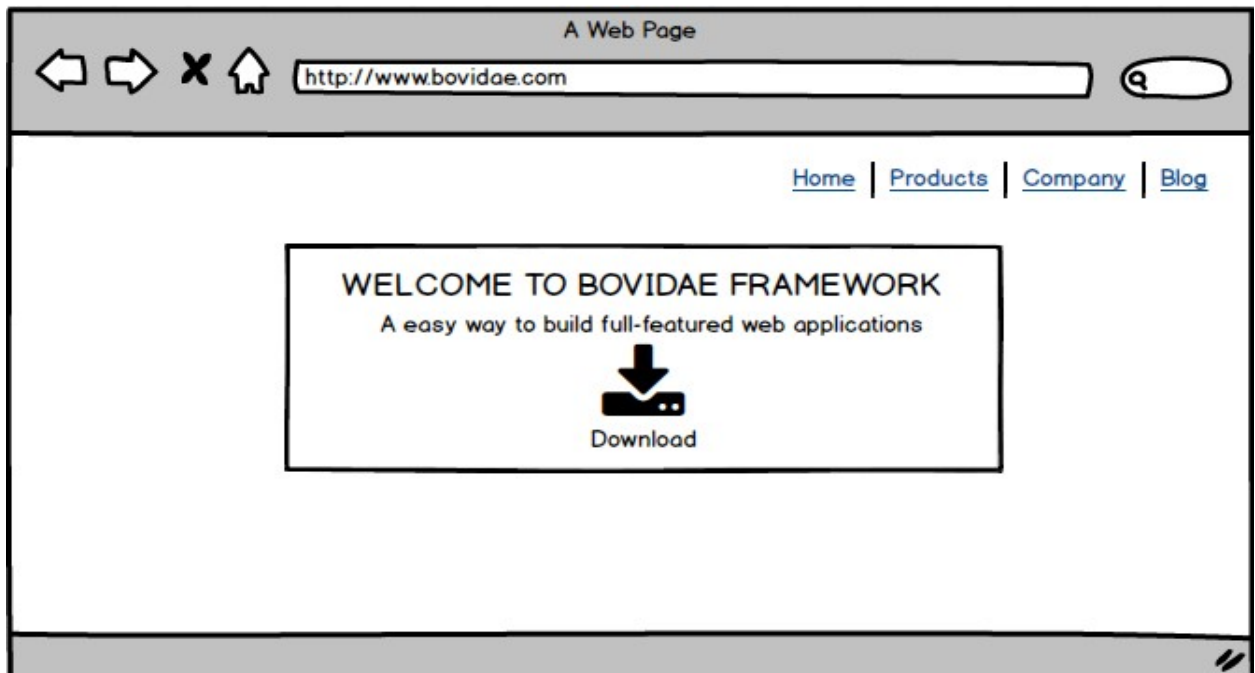 A Web Page
http://www.bovidae.com
Home Products Company Blog
WELCOME TO BOVIDAE FRAMEWORK
A easy way to build full-featured web applications
Download